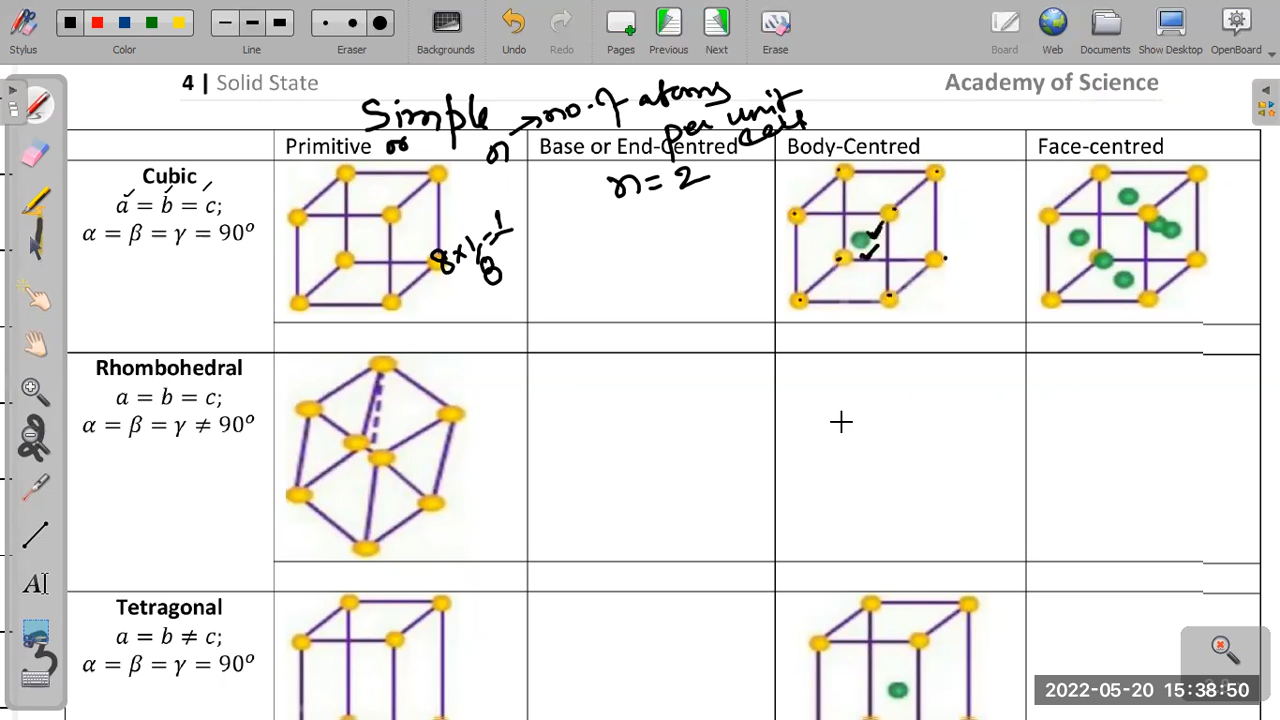 Stylus
Color
Line
Eraser
Backgrounds
Undo
Redo
Pages
Previous
Next
Erase
Board
Web
Documents
Show Desktop
OpenBoard
4 | Solid State
Academy of Science
Simple
or
n → no. of atoms
per unit
cell
n = 2
Primitive
Base or End-Centred
Body-Centred
Face-centred
Cubic
a = b = c;
α = β = γ = 90°
8 × 1/8 = 1
Rhombohedral
a = b = c;
α = β = γ ≠ 90°
Tetragonal
a = b ≠ c;
α = β = γ = 90°
2022-05-20 15:38:50